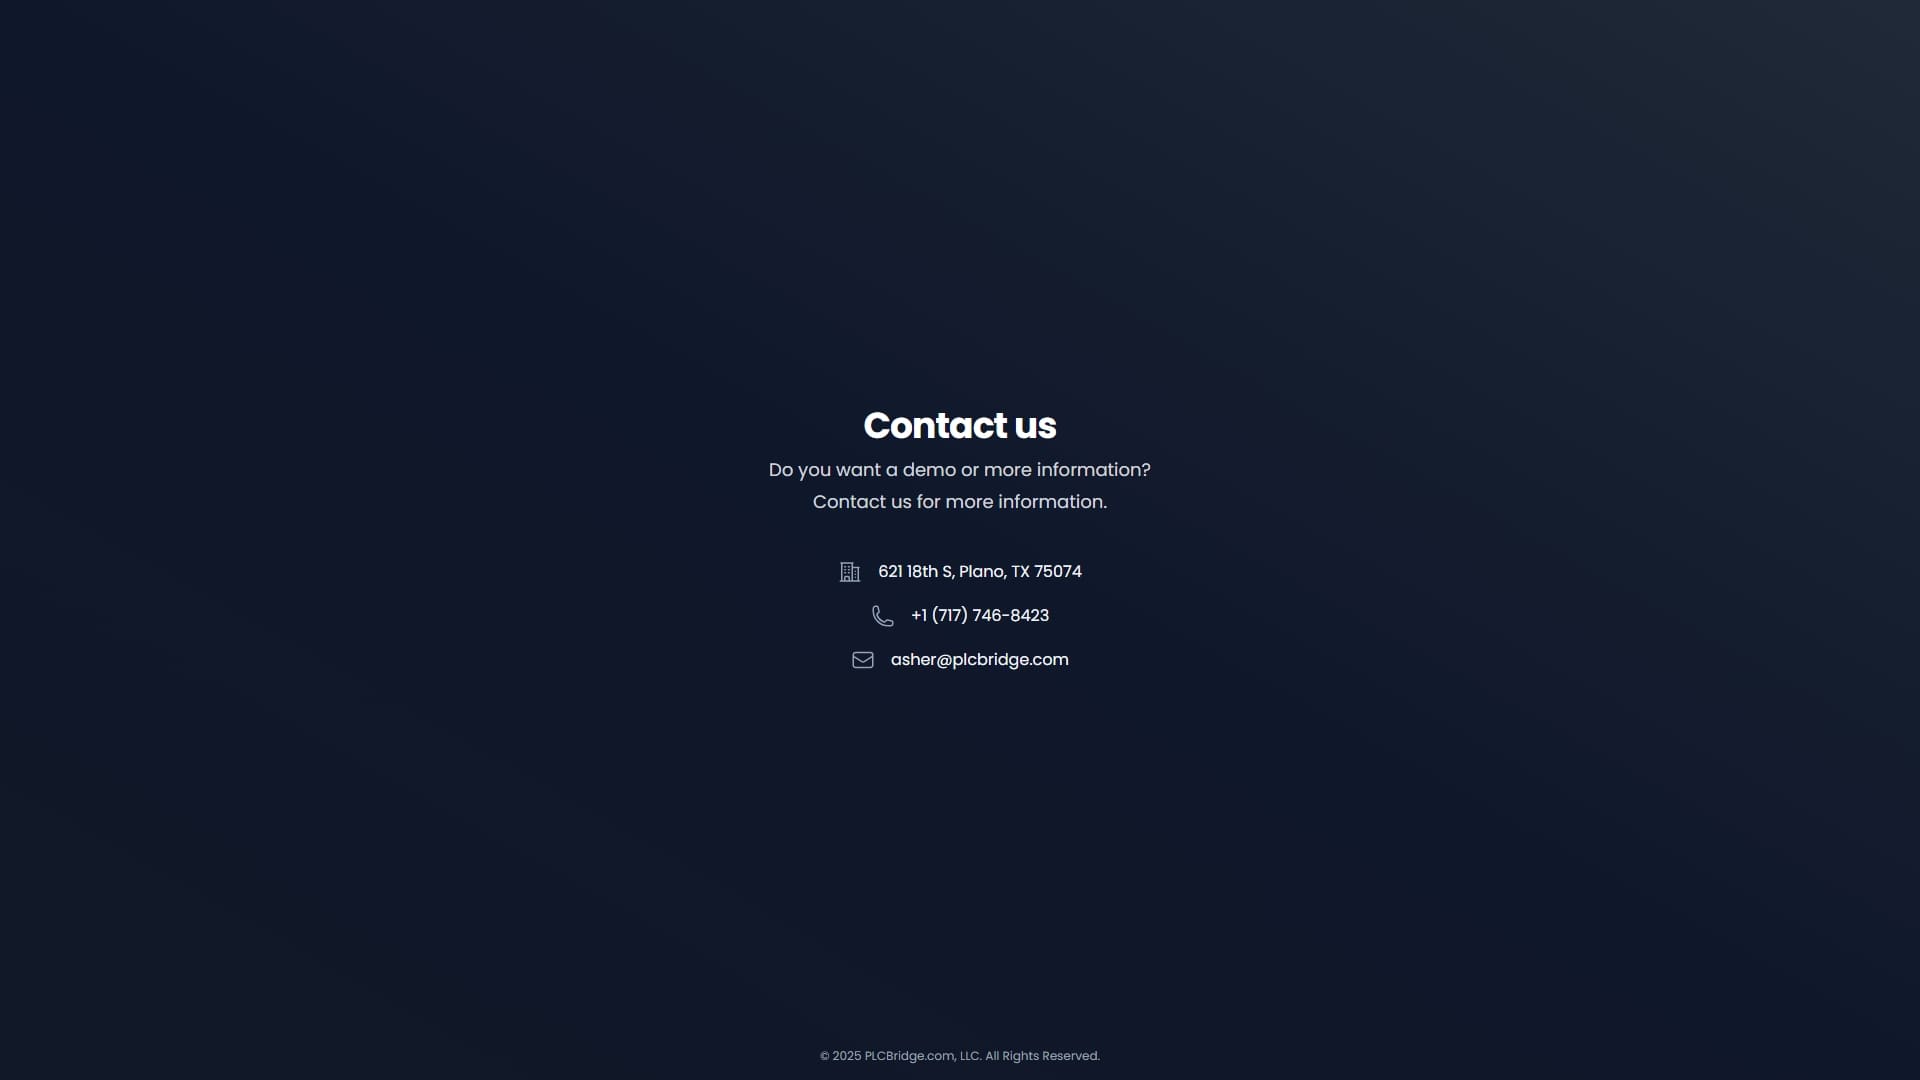 Contact us
Do you want a demo or more information?
Contact us for more information.
621 18th S, Plano, TX 75074
+1 (717) 746-8423
asher@plcbridge.com
© 2025 PLCBridge.com, LLC. All Rights Reserved.